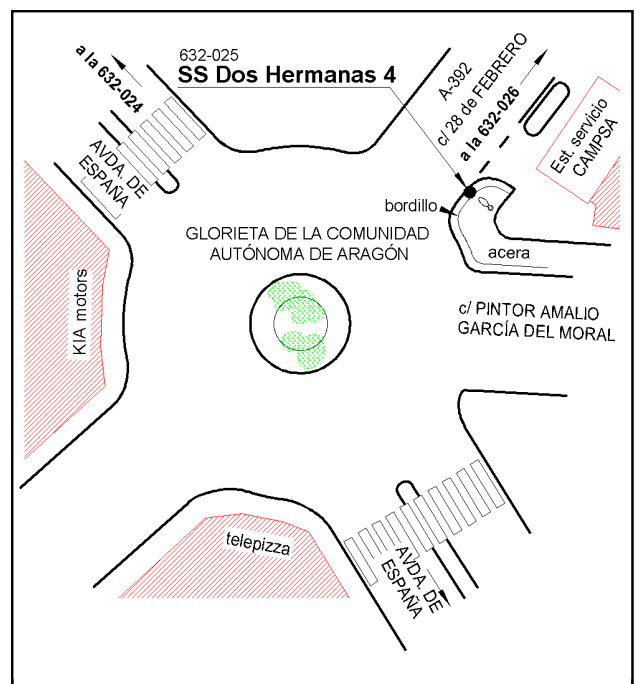 632-025
SS Dos Hermanas 4
a la 632-024
A-392
c/ 28 de FEBRERO
a la 632-026
Est. servicio
CAMPSA
AVDA. DE
ESPAÑA
bordillo
acera
GLORIETA DE LA COMUNIDAD
AUTÓNOMA DE ARAGÓN
KIA motors
c/ PINTOR AMALIO
GARCÍA DEL MORAL
telepizza
AVDA. DE
ESPAÑA